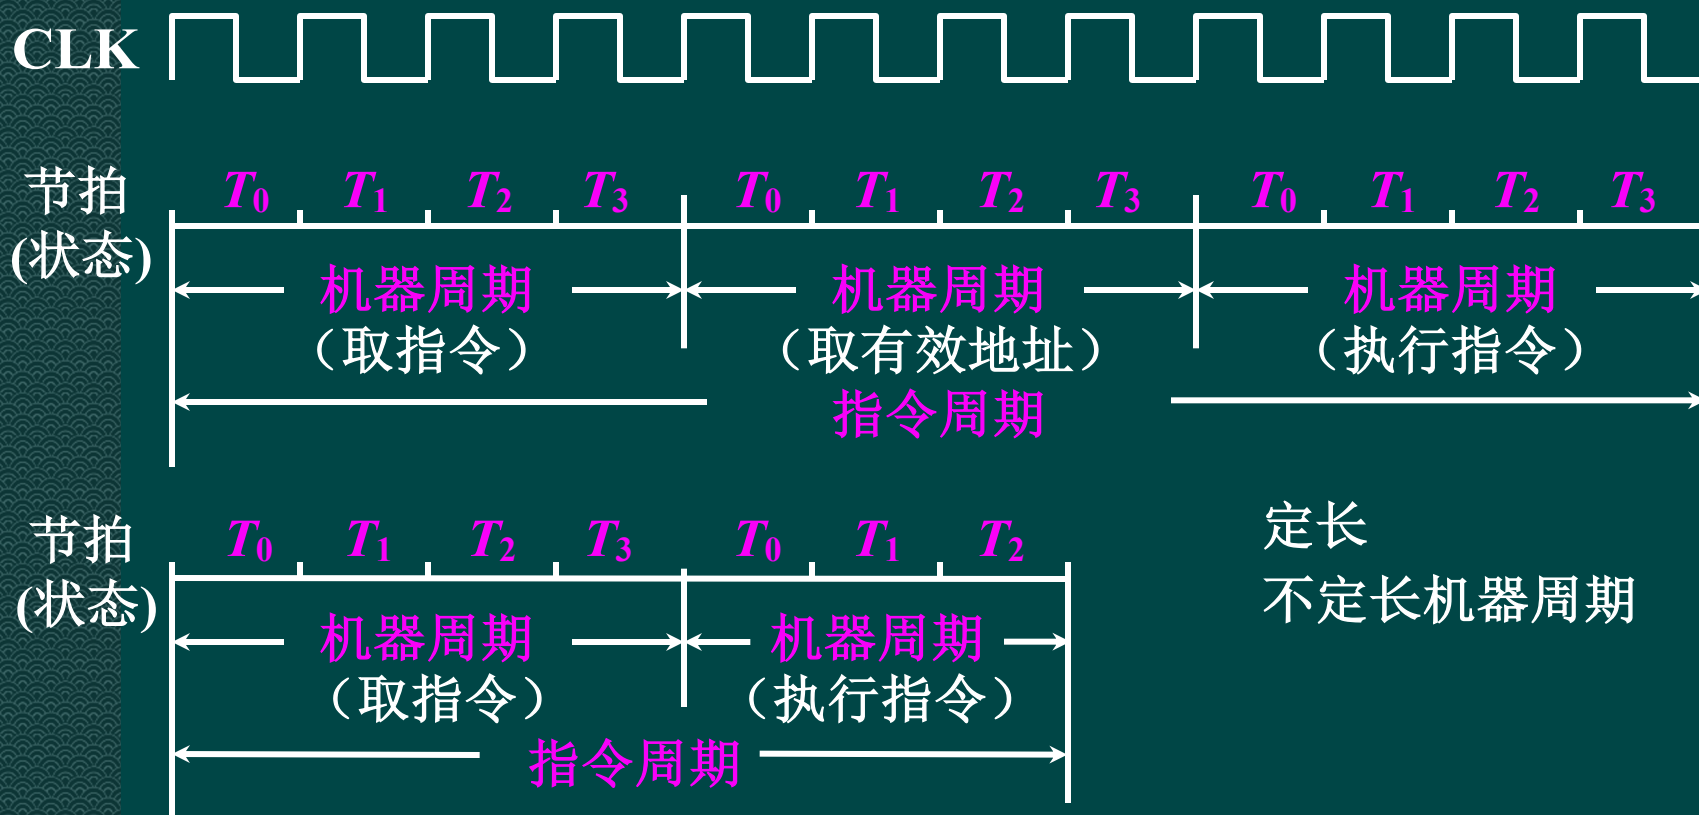 CLK
节拍 T0 T1 T2 T3 T0 T1 T2 T3 T0 T1 T2 T3
(状态)
机器周期 机器周期 机器周期
（取指令） （取有效地址） （执行指令）
指令周期
节拍 T0 T1 T2 T3 T0 T1 T2
(状态)
定长
不定长机器周期
机器周期 机器周期
（取指令） （执行指令）
指令周期